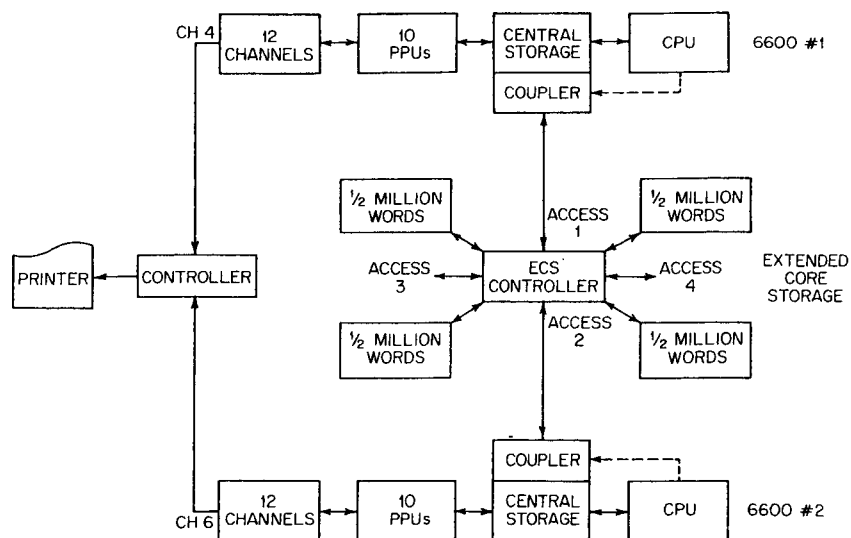 CH 4
12
CHANNELS
10
PPUs
CENTRAL
STORAGE
CPU
6600 #1
COUPLER
½ MILLION
WORDS
ACCESS
1
½ MILLION
WORDS
PRINTER
CONTROLLER
ACCESS
3
ECS
CONTROLLER
ACCESS
4
EXTENDED
CORE
STORAGE
½ MILLION
WORDS
ACCESS
2
½ MILLION
WORDS
COUPLER
CH 6
12
CHANNELS
10
PPUs
CENTRAL
STORAGE
CPU
6600 #2